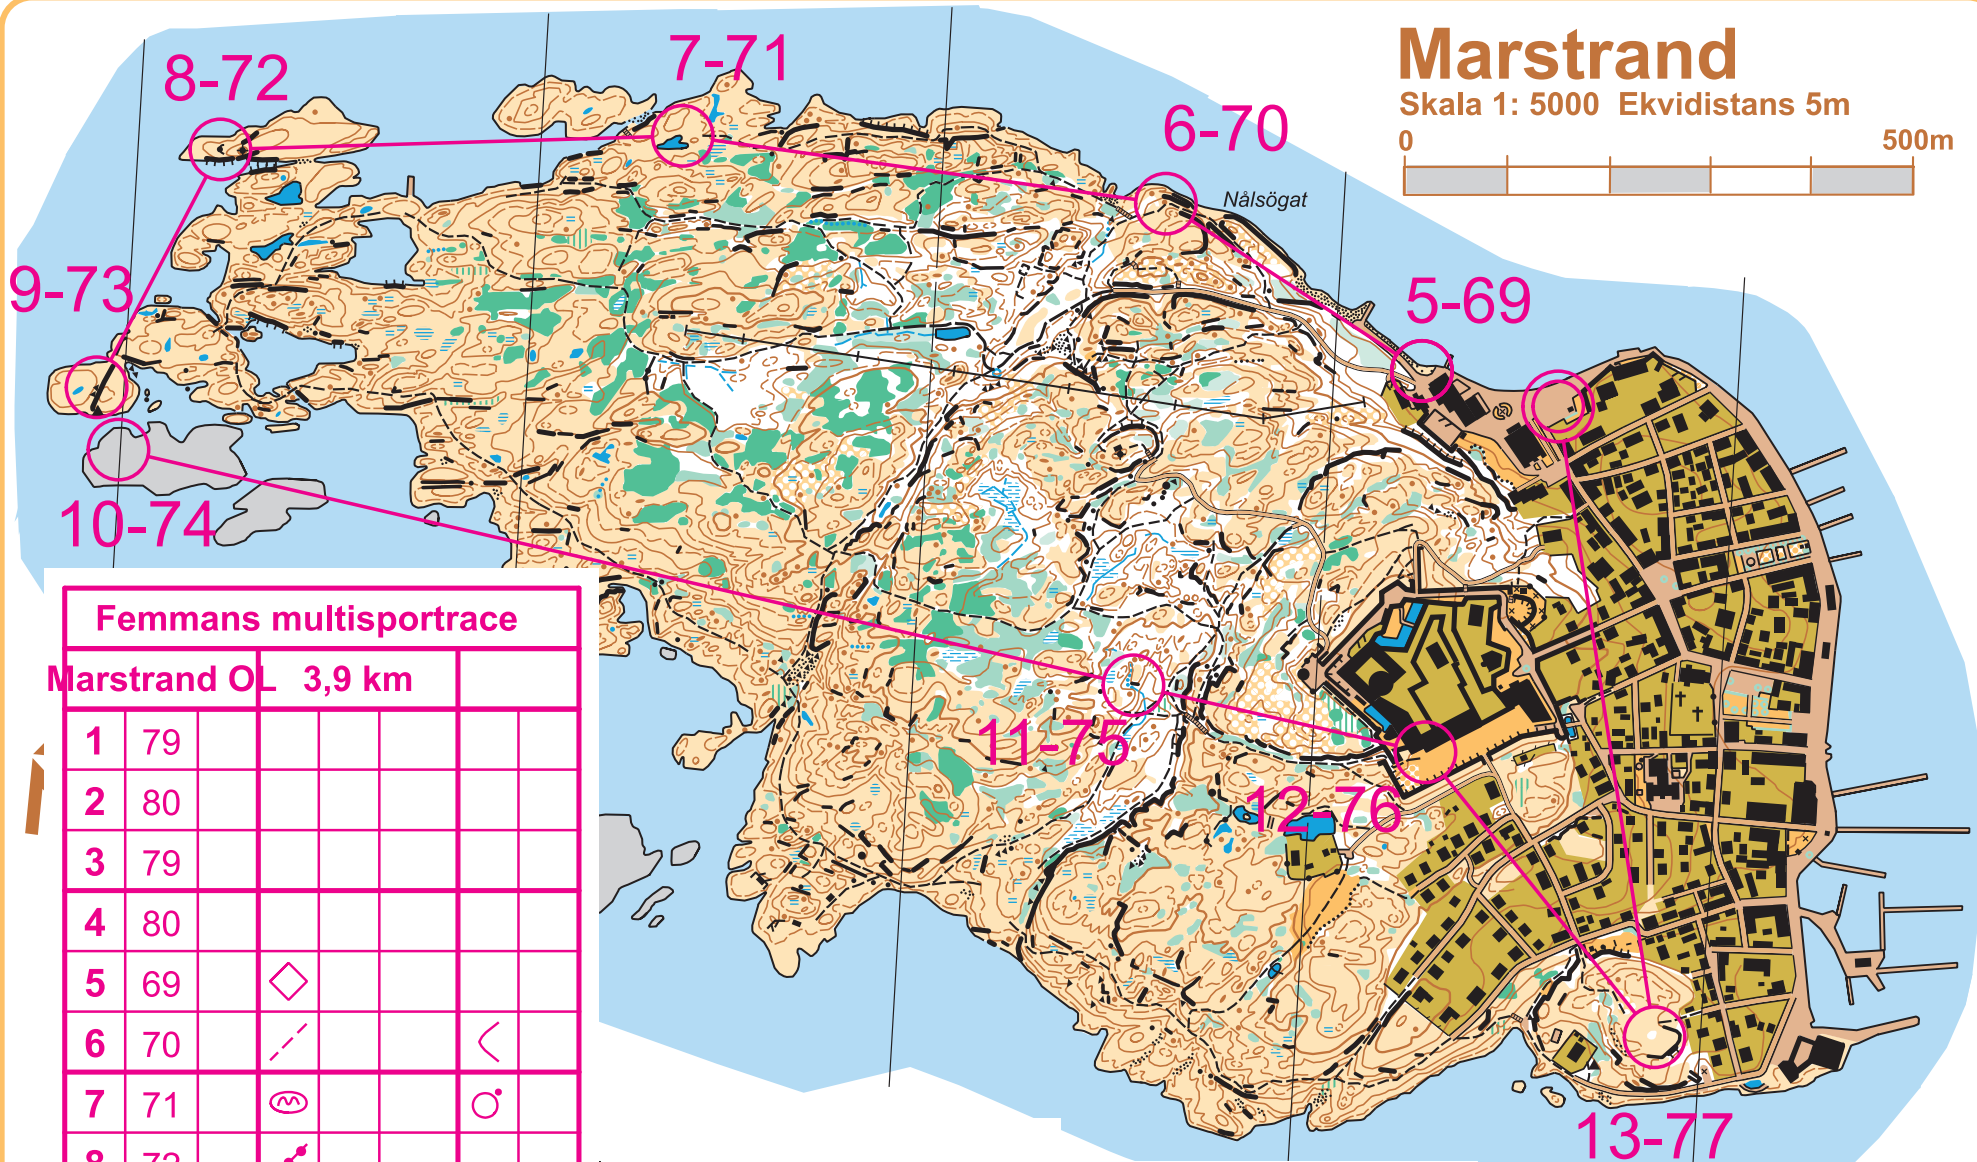 Marstrand
Skala 1: 5000 Ekvidistans 5m
0 500m
8-72
7-71
6-70
Nålsögat
5-69
9-73
10-74
11-75
12-76
13-77
Femmans multisportrace
Marstrand OL 3,9 km
1 79
2 80
3 79
4 80
5 69
6 70
7 71
8 72